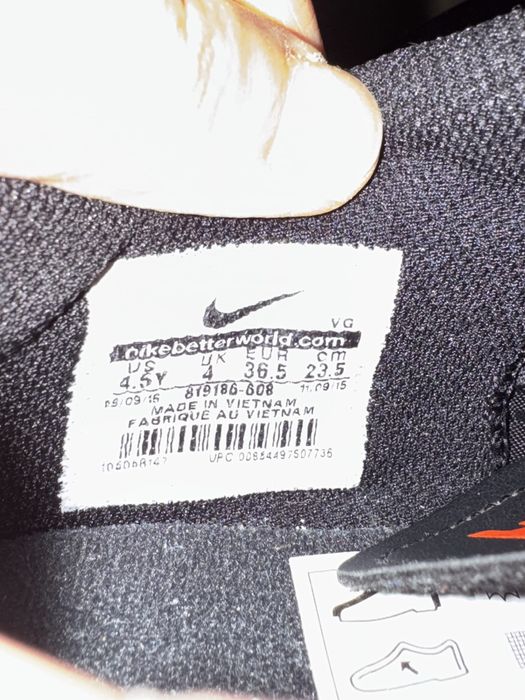 VG
nikebetterworld.com
US UK EUR cm
4.5Y 4 36.5 23.5
09/09/15 819186-608 11/09/15
MADE IN VIETNAM
FABRIQUE AU VIETNAM
UPC 00884497507736